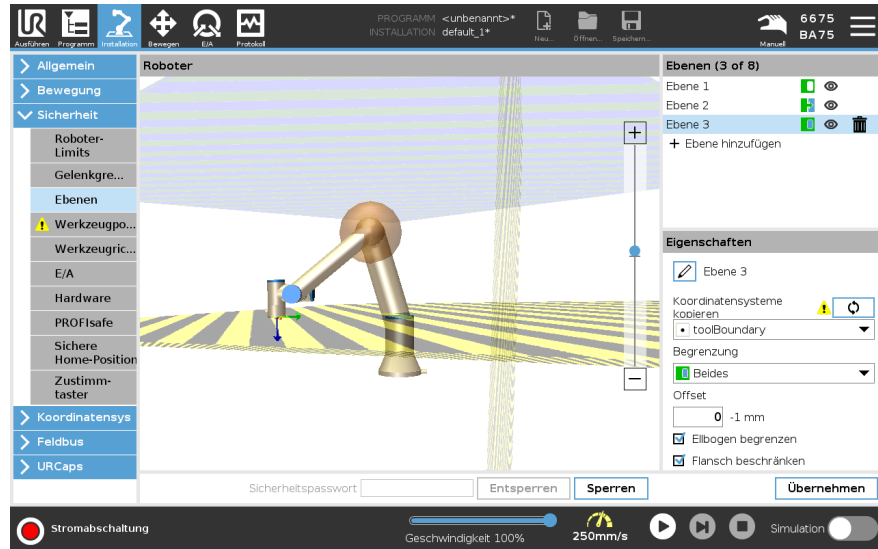 PROGRAMM <unbenannt>*
INSTALLATION default_1*
Ausführen
Programm
Installation
Bewegen
E/A
Protokoll
Neu...
Öffnen...
Speichern...
Manuell
6675
BA75
Allgemein
Bewegung
Sicherheit
Roboter-
Limits
Gelenkgre...
Ebenen
Werkzeugpo...
Werkzeugric...
E/A
Hardware
PROFIsafe
Sichere
Home-Position
Zustimm-
taster
Koordinatensys
Feldbus
URCaps
Roboter
Ebenen (3 of 8)
Ebene 1
Ebene 2
Ebene 3
+ Ebene hinzufügen
Eigenschaften
Ebene 3
Koordinatensysteme
kopieren
toolBoundary
Begrenzung
Beides
Offset
0 -1 mm
Ellbogen begrenzen
Flansch beschränken
Sicherheitspasswort
Entsperren
Sperren
Übernehmen
Stromabschaltung
Geschwindigkeit 100%
250mm/s
Simulation